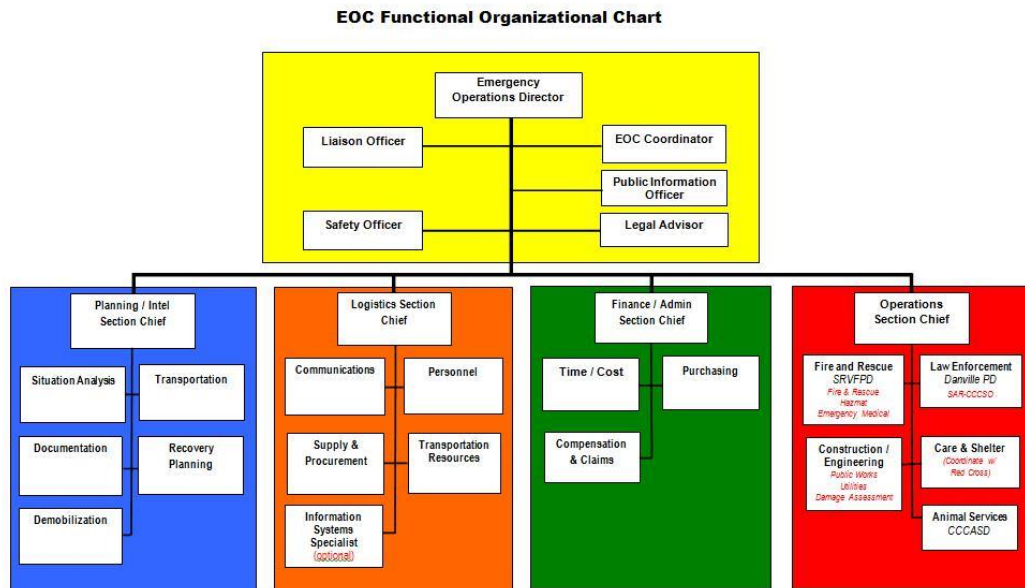 EOC Functional Organizational Chart
Emergency
Operations Director
Liaison Officer
EOC Coordinator
Public Information
Officer
Safety Officer
Legal Advisor
Planning / Intel
Section Chief
Situation Analysis
Transportation
Documentation
Recovery
Planning
Demobilization
Logistics Section
Chief
Communications
Personnel
Supply &
Procurement
Transportation
Resources
Information
Systems
Specialist
(optional)
Finance / Admin
Section Chief
Time / Cost
Purchasing
Compensation
& Claims
Operations
Section Chief
Fire and Rescue
SRVFPD
Fire & Rescue
Hazmat
Emergency Medical
Law Enforcement
Danville PD
SAR-CCCSO
Construction /
Engineering
Public Works
Utilities
Damage Assessment
Care & Shelter
(Coordinate w/
Red Cross)
Animal Services
CCCASD